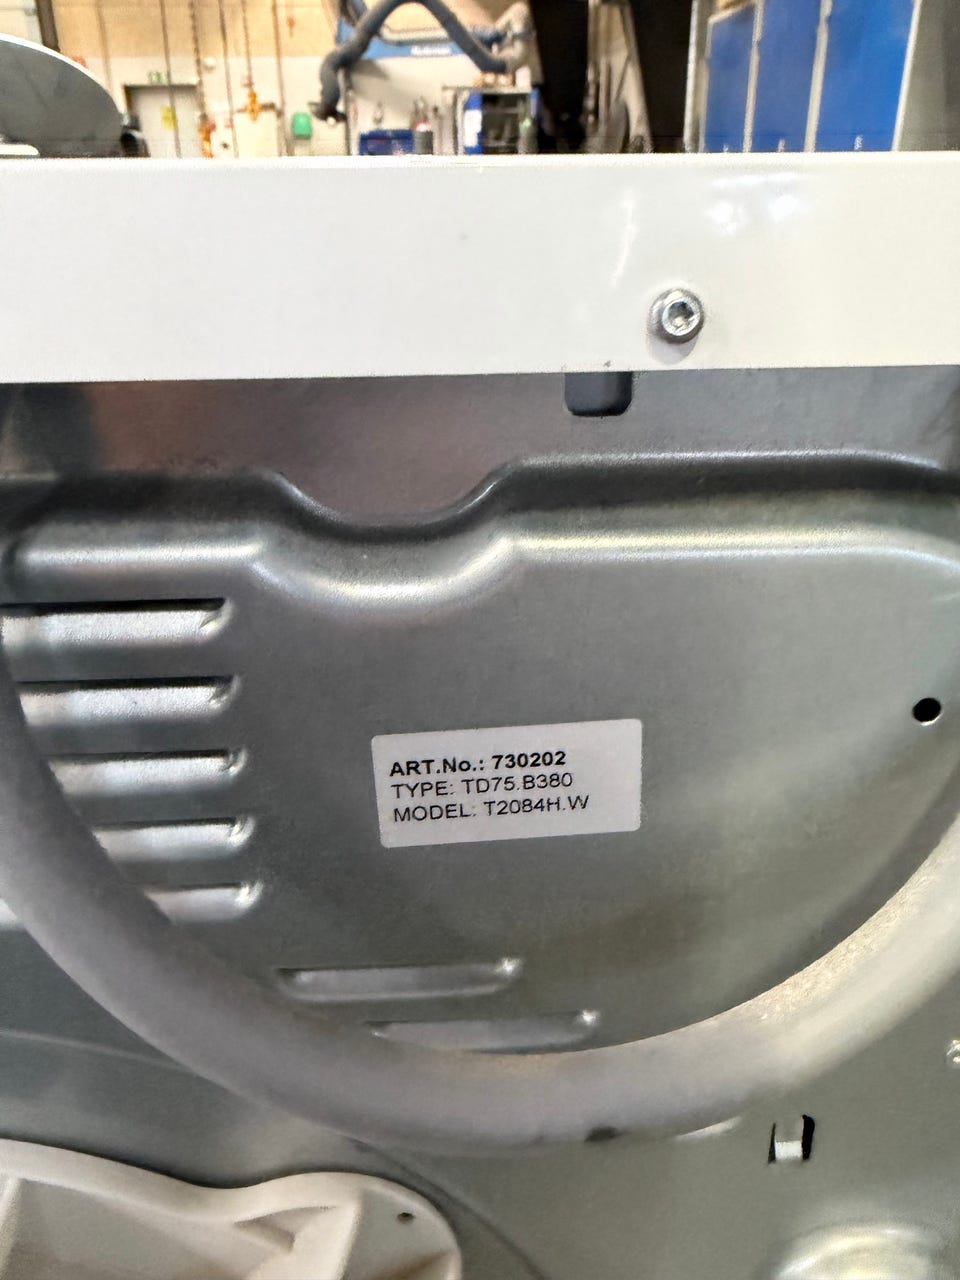 ART.No.: 730202
TYPE: TD75.B380
MODEL: T2084H.W